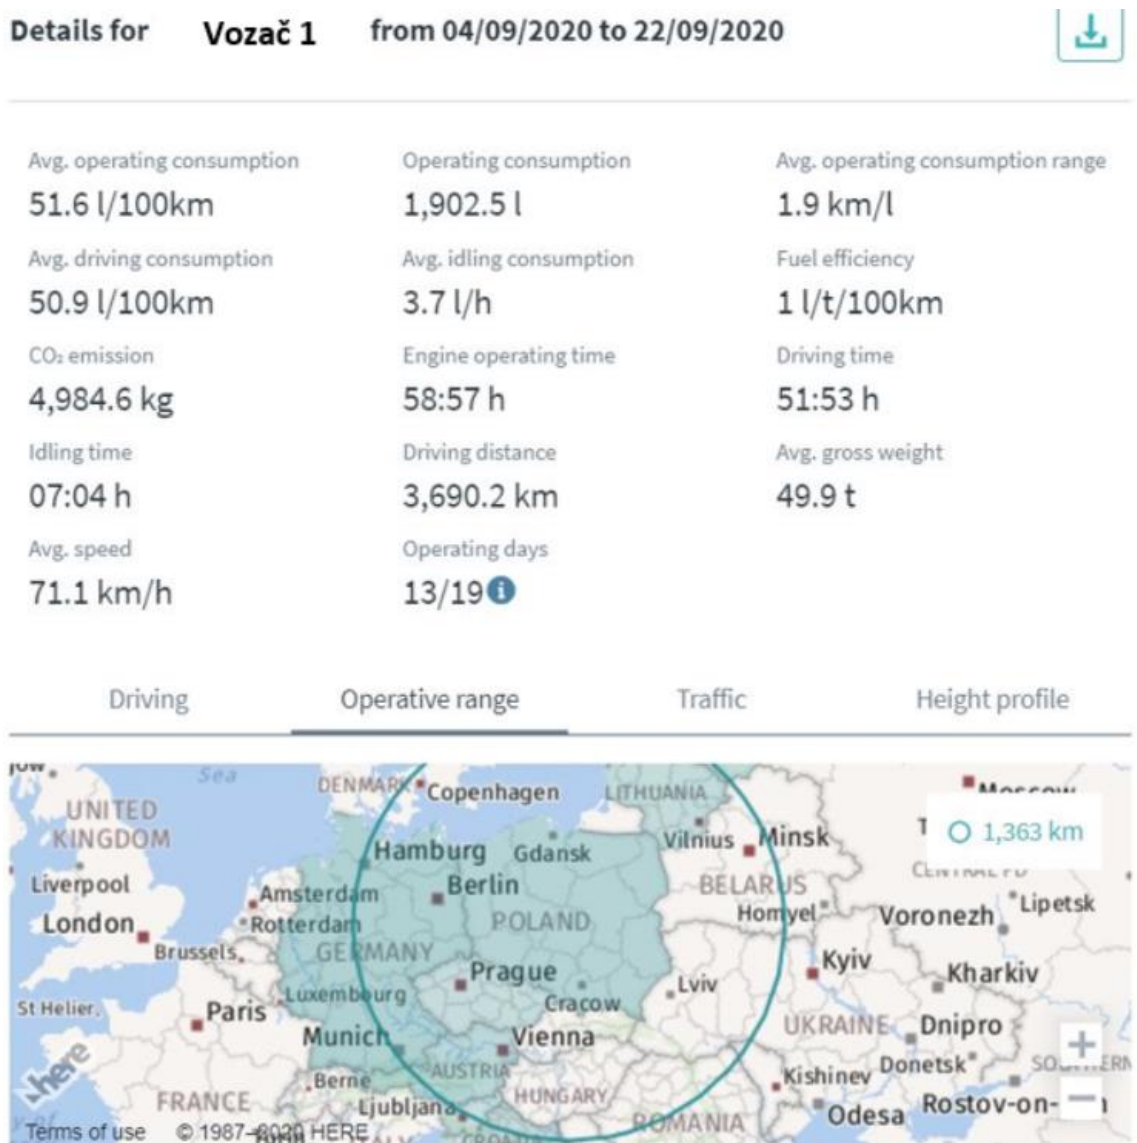 Details for Vozač 1 from 04/09/2020 to 22/09/2020
Avg. operating consumption Operating consumption Avg. operating consumption range
51.6 l/100km 1,902.5 l 1.9 km/l
Avg. driving consumption Avg. idling consumption Fuel efficiency
50.9 l/100km 3.7 l/h 1 l/t/100km
CO₂ emission Engine operating time Driving time
4,984.6 kg 58:57 h 51:53 h
Idling time Driving distance Avg. gross weight
07:04 h 3,690.2 km 49.9 t
Avg. speed Operating days
71.1 km/h 13/19 i
Driving Operative range Traffic Height profile
Sea DENMARK Copenhagen LITHUANIA Moscow
UNITED
KINGDOM Vilnius Minsk 1,363 km
Hamburg Gdansk
Liverpool Amsterdam Berlin BELARUS Lipetsk
London Rotterdam POLAND Homyel Voronezh
Brussels GERMANY Kyiv
Prague Lviv Kharkiv
St Helier Paris Luxembourg Cracow
Munich Vienna UKRAINE Dnipro
here AUSTRIA Donetsk +
Berne HUNGARY Kishinev
FRANCE Ljubljana ROMANIA Odesa Rostov-on-
Terms of use © 1987–2020 HERE